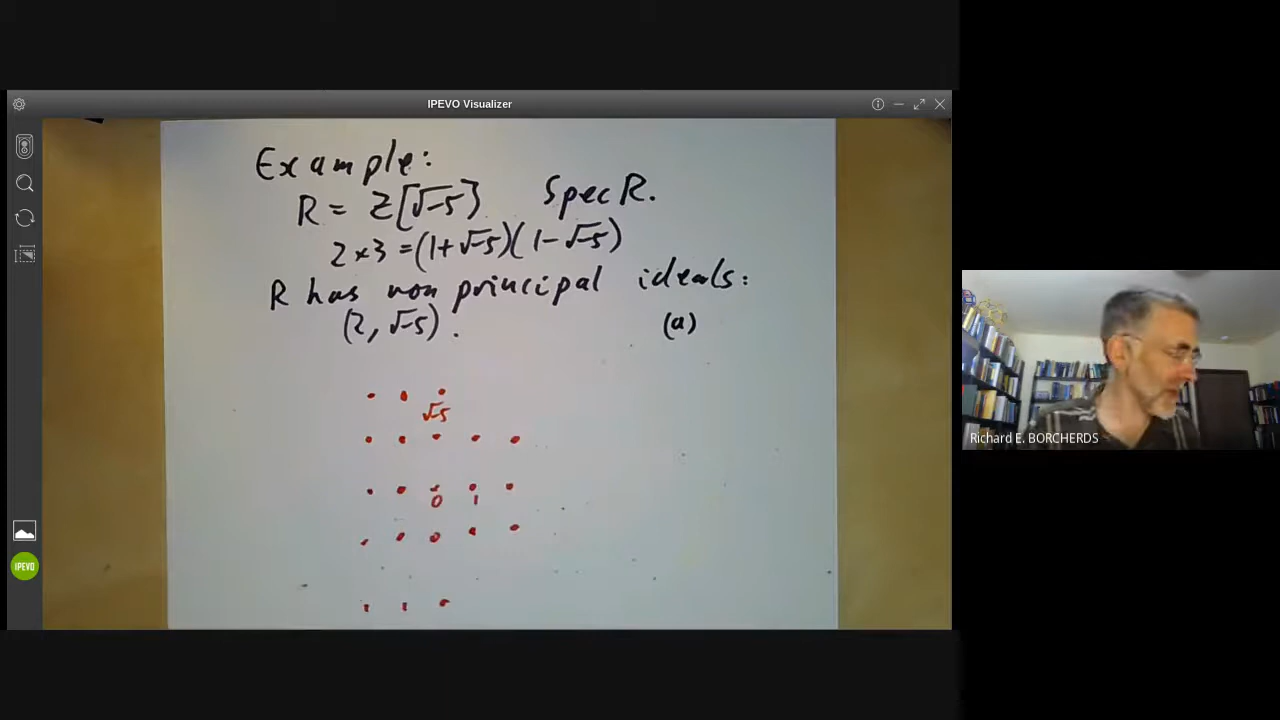 IPEVO Visualizer
Example:
R = Z[√-5] Spec R.
2×3 = (1+√-5)(1-√-5)
R has non principal ideals:
(2, √-5). (a)
√-5
0 1
IPEVO
Richard E. BORCHERDS